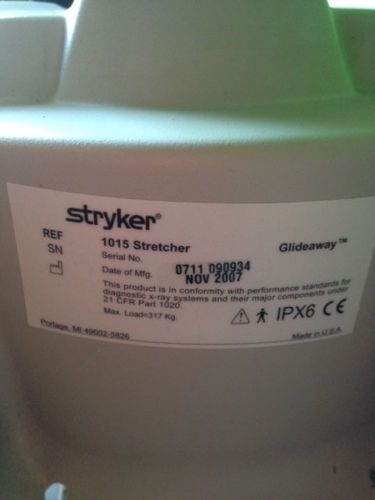 stryker®
REF 1015 Stretcher Glideaway™
SN Serial No. 0711 090934
Date of Mfg. NOV 2007
This product is in conformity with performance standards for
diagnostic x-ray systems and their major components under
21 CFR Part 1020.
Max. Load=317 Kg.
IPX6 CE
Portage, MI 49002-5826 Made in U.S.A.